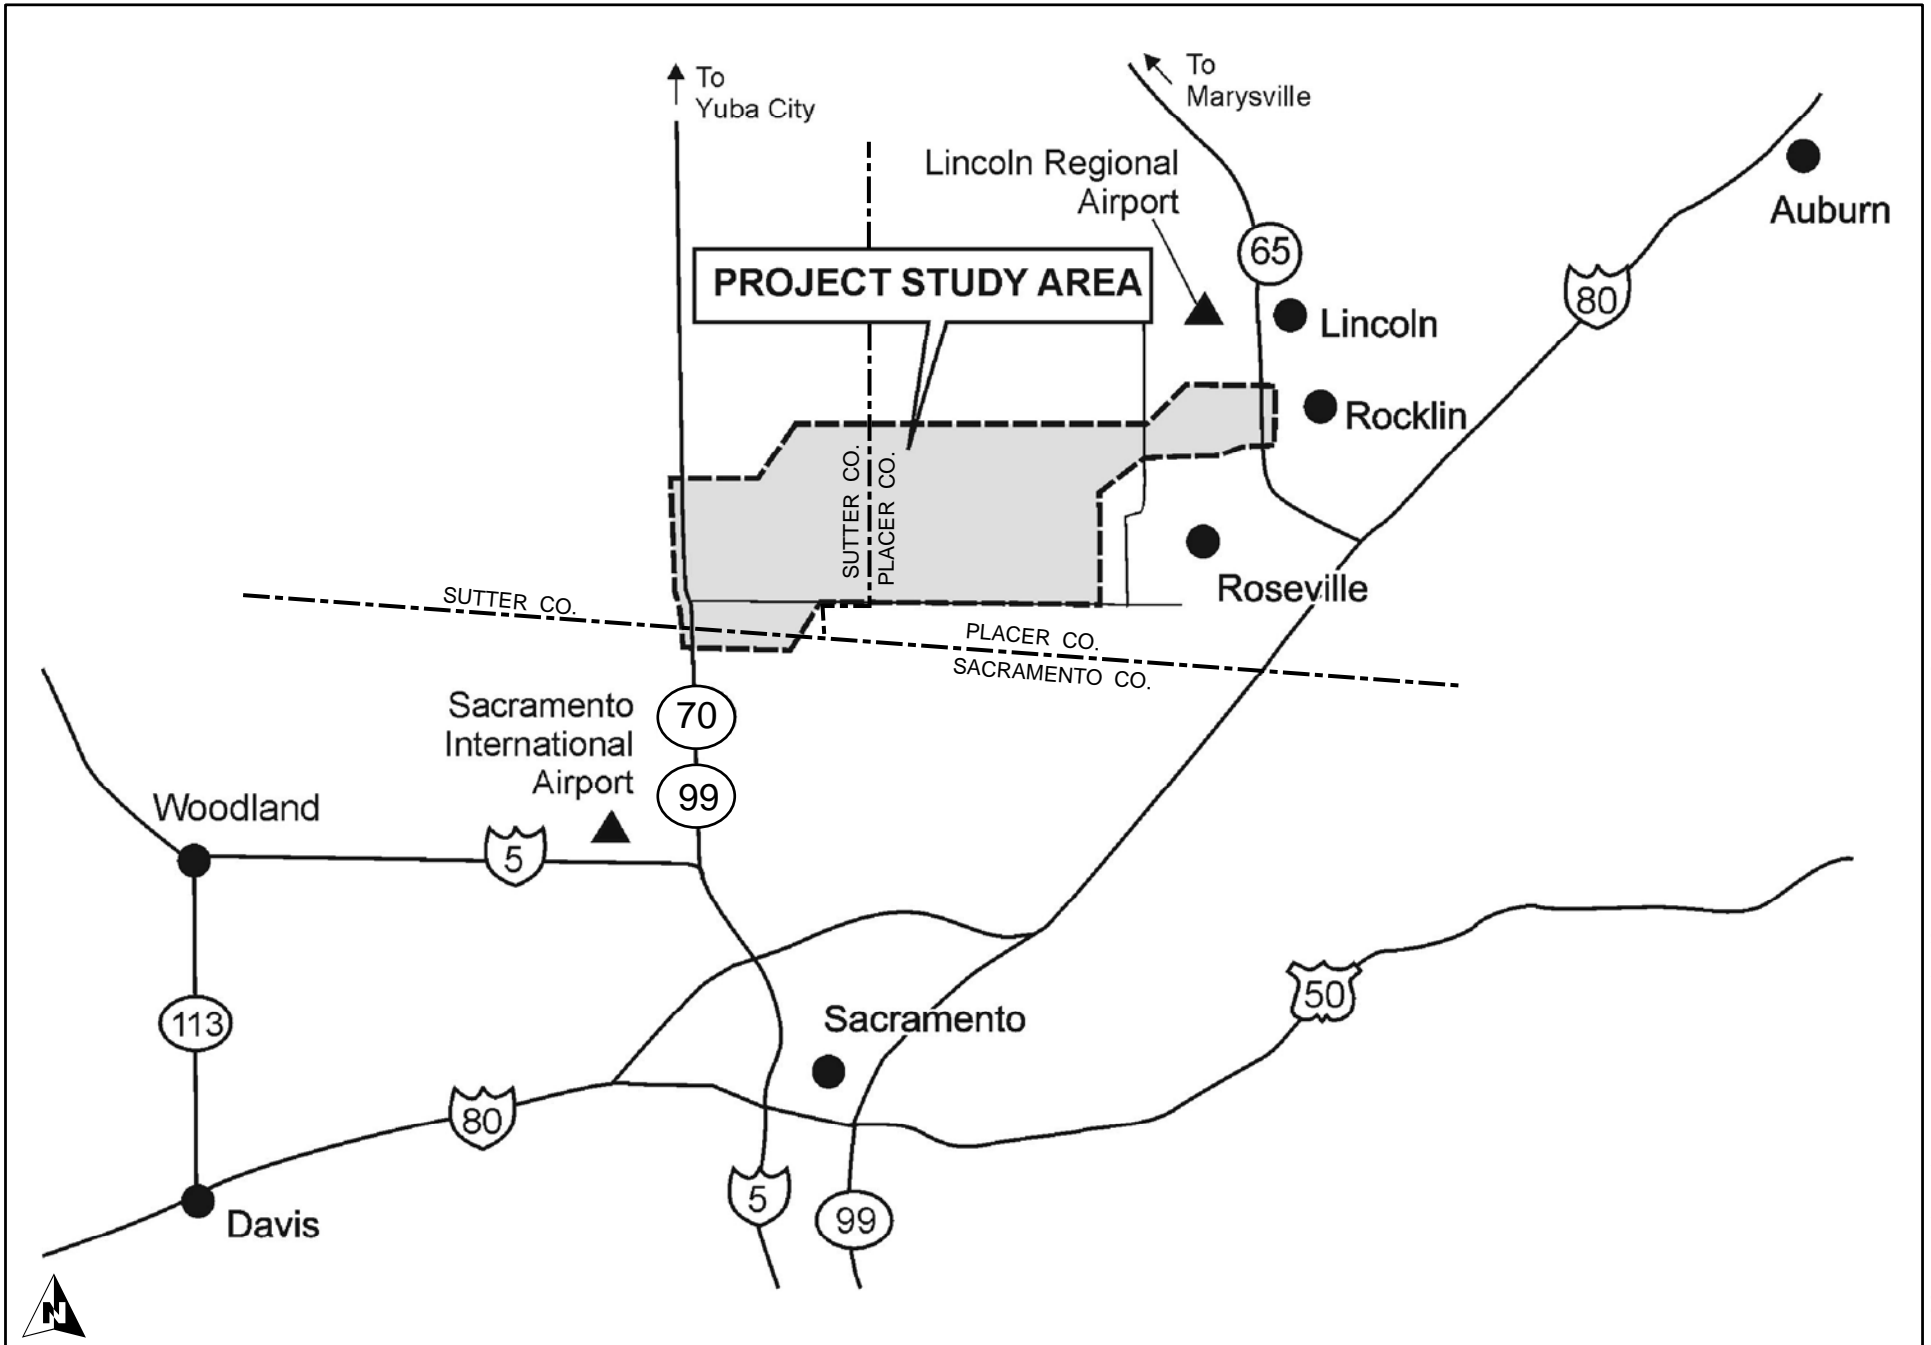 To
Yuba City
To
Marysville
Lincoln Regional
Airport
Auburn
65
PROJECT STUDY AREA
80
Lincoln
Rocklin
SUTTER CO.
PLACER CO.
Roseville
SUTTER CO.
PLACER CO.
SACRAMENTO CO.
Sacramento
International
Airport
70
99
Woodland
5
50
113
Sacramento
80
5
99
Davis
N